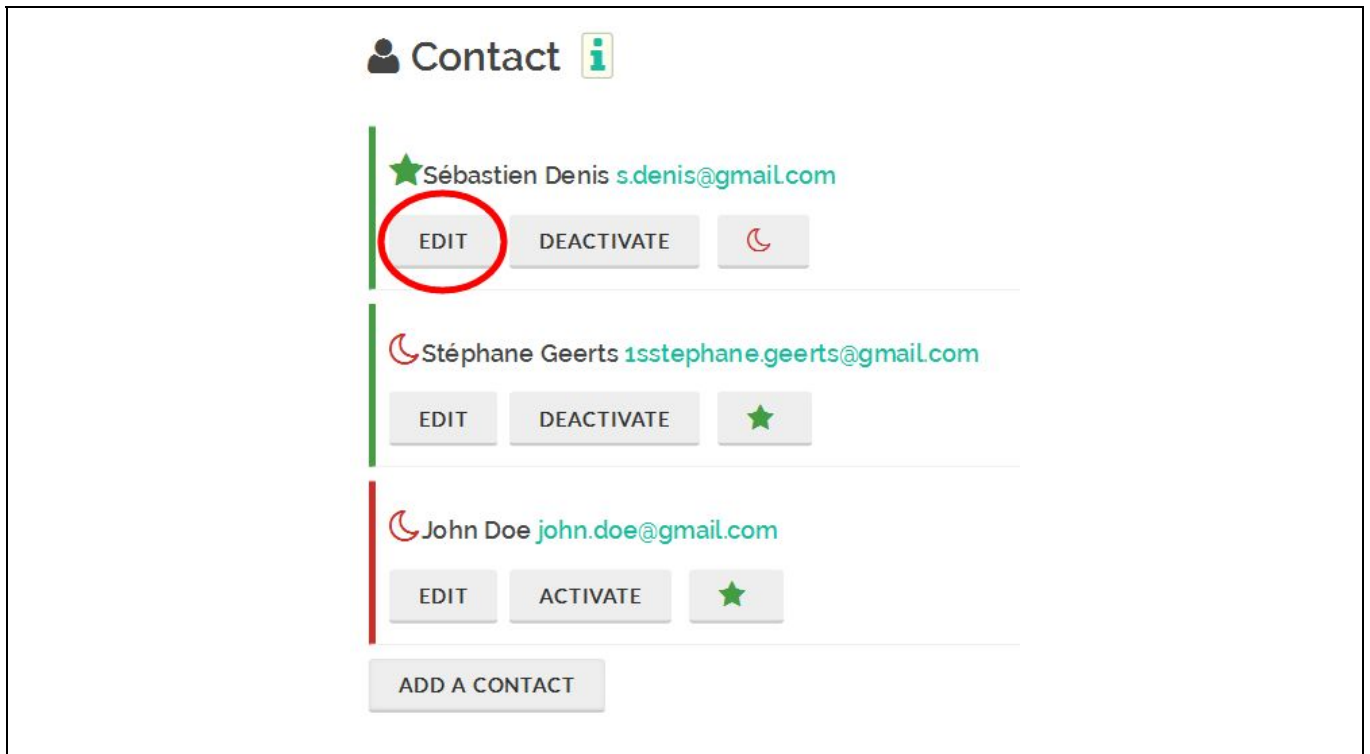 Contact i
Sébastien Denis s.denis@gmail.com
EDIT DEACTIVATE
Stéphane Geerts 1sstephane.geerts@gmail.com
EDIT DEACTIVATE
John Doe john.doe@gmail.com
EDIT ACTIVATE
ADD A CONTACT